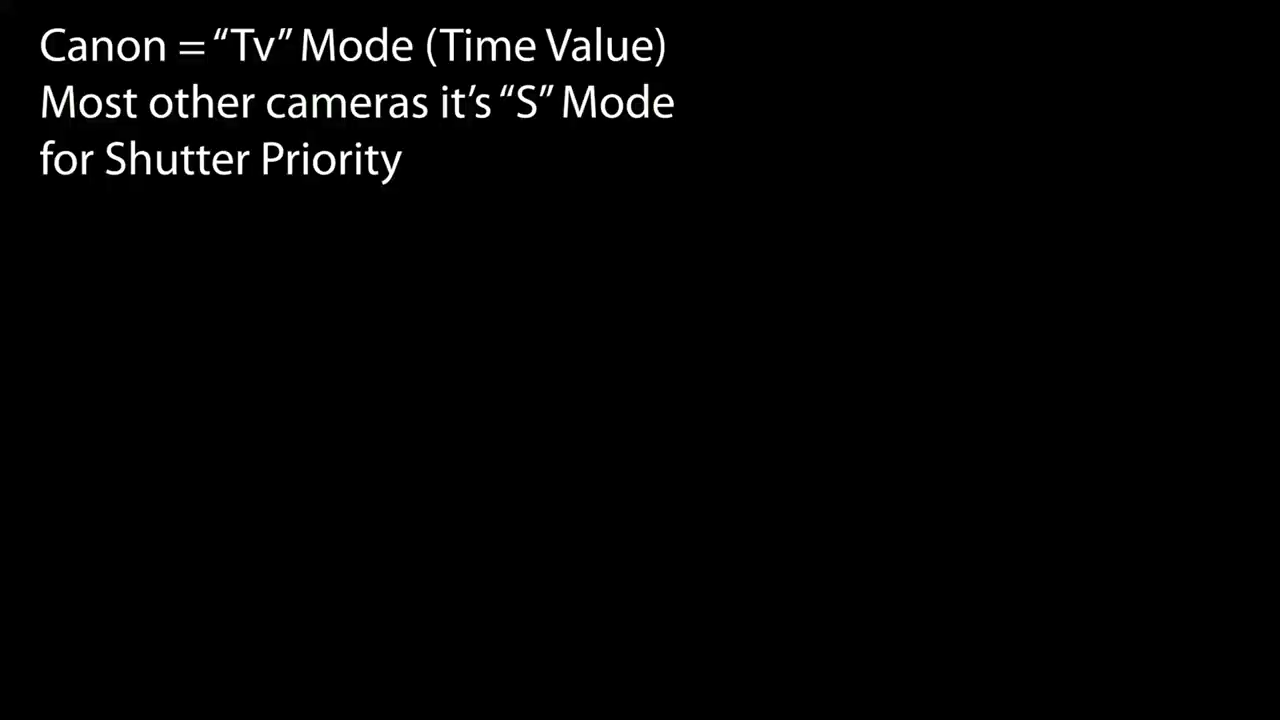 Canon = “Tv” Mode (Time Value)
Most other cameras it’s “S” Mode
for Shutter Priority